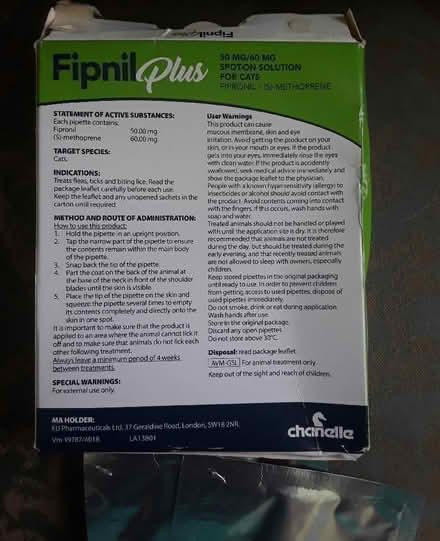 Fipnil Plus
Fipnil Plus
50 MG/60 MG
SPOT-ON SOLUTION
FOR CATS
FIPRONIL - (S)-METHOPRENE
STATEMENT OF ACTIVE SUBSTANCES:
Each pipette contains:
Fipronil 50.00 mg
(S)-methoprene 60.00 mg
TARGET SPECIES:
Cats.
INDICATIONS:
Treats fleas, ticks and biting lice. Read the
package leaflet carefully before each use.
Keep the leaflet and any unopened sachets in the
carton until required.
METHOD AND ROUTE OF ADMINISTRATION:
How to use this product:
1. Hold the pipette in an upright position.
2. Tap the narrow part of the pipette to ensure
the contents remain within the main body
of the pipette.
3. Snap back the tip of the pipette.
4. Part the coat on the back of the animal at
the base of the neck in front of the shoulder
blades until the skin is visible.
5. Place the tip of the pipette on the skin and
squeeze the pipette several times to empty
its contents completely and directly onto the
skin in one spot.
It is important to make sure that the product is
applied to an area where the animal cannot lick it
off and to make sure that animals do not lick each
other following treatment.
Always leave a minimum period of 4 weeks
between treatments.
SPECIAL WARNINGS:
For external use only.
User Warnings
This product can cause
mucous membrane, skin and eye
irritation. Avoid getting the product on your
skin, or in your mouth or eyes. If the product
gets into your eyes, immediately rinse the eyes
with clean water. If the product is accidently
swallowed, seek medical advice immediately and
show the package leaflet to the physician.
People with a known hypersensitivity (allergy) to
insecticides or alcohol should avoid contact with
the product. Avoid contents coming into contact
with the fingers. If this occurs, wash hands with
soap and water.
Treated animals should not be handled or played
with until the application site is dry. It is therefore
recommended that animals are not treated
during the day, but should be treated during the
early evening, and that recently treated animals
are not allowed to sleep with owners, especially
children.
Keep stored pipettes in the original packaging
until ready to use. In order to prevent children
from getting access to used pipettes, dispose of
used pipettes immediately.
Do not smoke, drink or eat during application.
Wash hands after use.
Store in the original package.
Discard any open pipettes.
Do not store above 30°C.
Disposal: read package leaflet
AVM-GSL For animal treatment only.
Keep out of the sight and reach of children.
MA HOLDER:
FU Pharmaceuticals Ltd. 37 Geraldine Road, London, SW18 2NR.
Vm 19787/4018 LA13801
chanelle